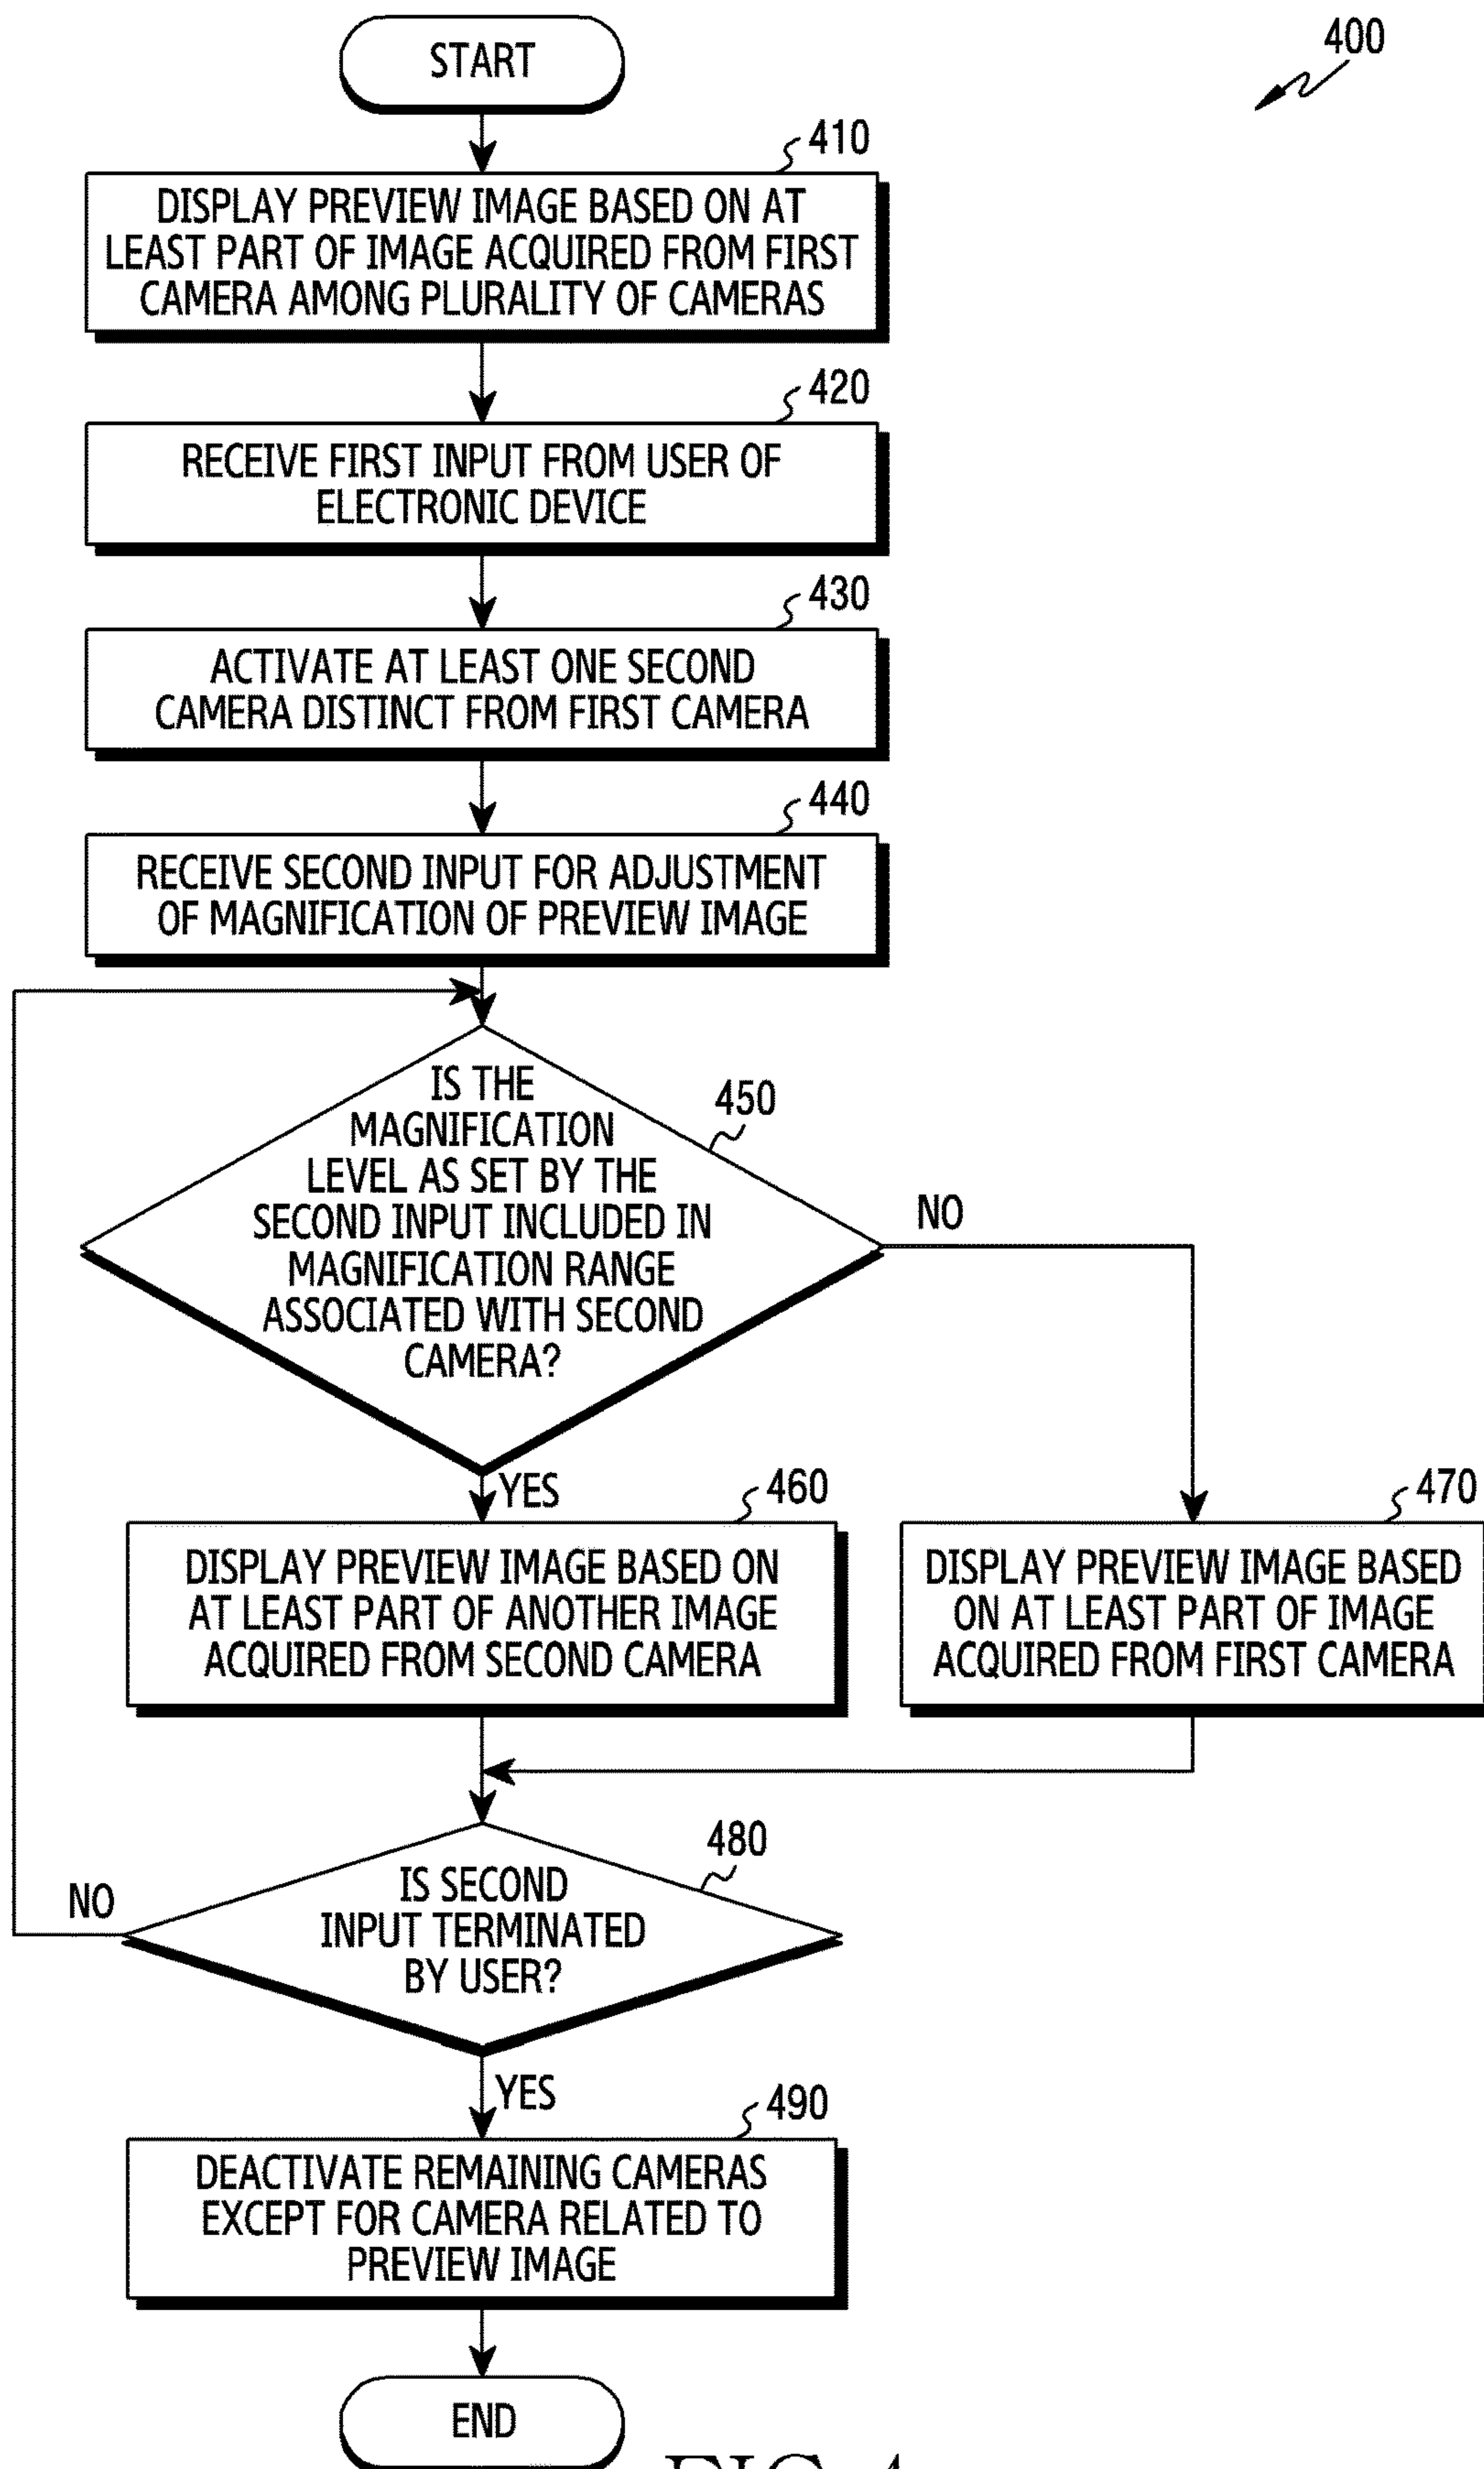 START
400
410
DISPLAY PREVIEW IMAGE BASED ON AT
LEAST PART OF IMAGE ACQUIRED FROM FIRST
CAMERA AMONG PLURALITY OF CAMERAS
420
RECEIVE FIRST INPUT FROM USER OF
ELECTRONIC DEVICE
430
ACTIVATE AT LEAST ONE SECOND
CAMERA DISTINCT FROM FIRST CAMERA
440
RECEIVE SECOND INPUT FOR ADJUSTMENT
OF MAGNIFICATION OF PREVIEW IMAGE
450
IS THE
MAGNIFICATION
LEVEL AS SET BY THE
SECOND INPUT INCLUDED IN
MAGNIFICATION RANGE
ASSOCIATED WITH SECOND
CAMERA?
NO
YES
460
DISPLAY PREVIEW IMAGE BASED ON
AT LEAST PART OF ANOTHER IMAGE
ACQUIRED FROM SECOND CAMERA
470
DISPLAY PREVIEW IMAGE BASED
ON AT LEAST PART OF IMAGE
ACQUIRED FROM FIRST CAMERA
480
IS SECOND
INPUT TERMINATED
BY USER?
NO
YES
490
DEACTIVATE REMAINING CAMERAS
EXCEPT FOR CAMERA RELATED TO
PREVIEW IMAGE
END